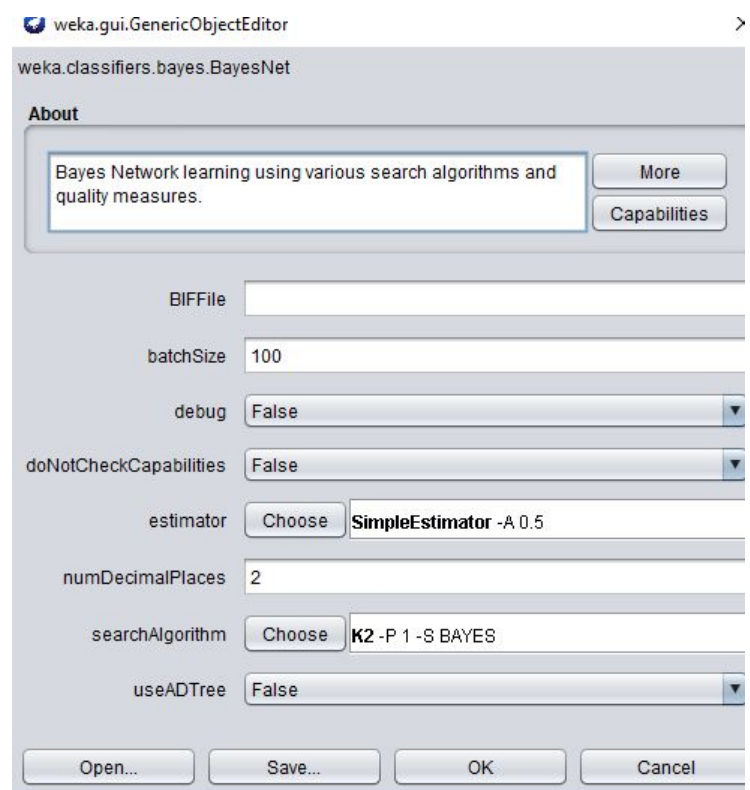 weka.gui.GenericObjectEditor
weka.classifiers.bayes.BayesNet
About
Bayes Network learning using various search algorithms and
quality measures.
More
Capabilities
BIFFile
batchSize 100
debug False
doNotCheckCapabilities False
estimator Choose SimpleEstimator -A 0.5
numDecimalPlaces 2
searchAlgorithm Choose K2 -P 1 -S BAYES
useADTree False
Open... Save... OK Cancel